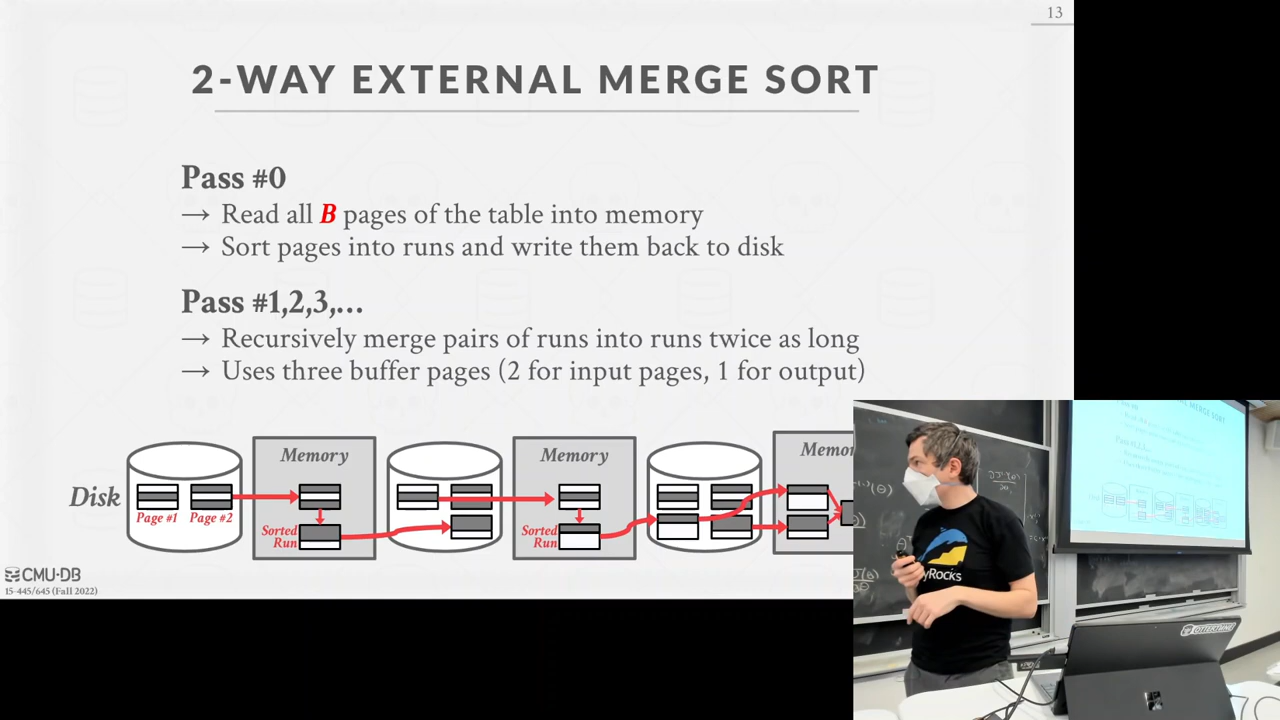 13
2-WAY EXTERNAL MERGE SORT
Pass #0
→ Read all B pages of the table into memory
→ Sort pages into runs and write them back to disk
Pass #1,2,3,...
→ Recursively merge pairs of runs into runs twice as long
→ Uses three buffer pages (2 for input pages, 1 for output)
Disk
Page #1 Page #2
Memory
Sorted
Run
Memory
Sorted
Run
CMU·DB
15-445/645 (Fall 2022)
yRocks